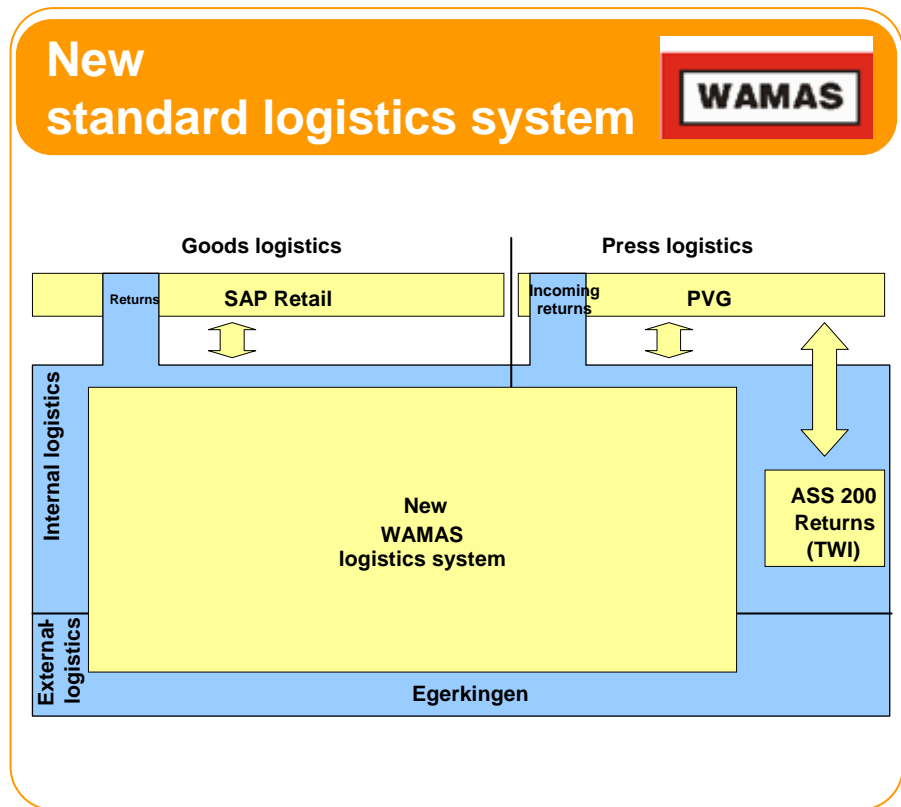 New
standard logistics system
WAMAS
Goods logistics
Press logistics
Returns
SAP Retail
Incoming
returns
PVG
Internal logistics
New
WAMAS
logistics system
ASS 200
Returns
(TWI)
External-
logistics
Egerkingen